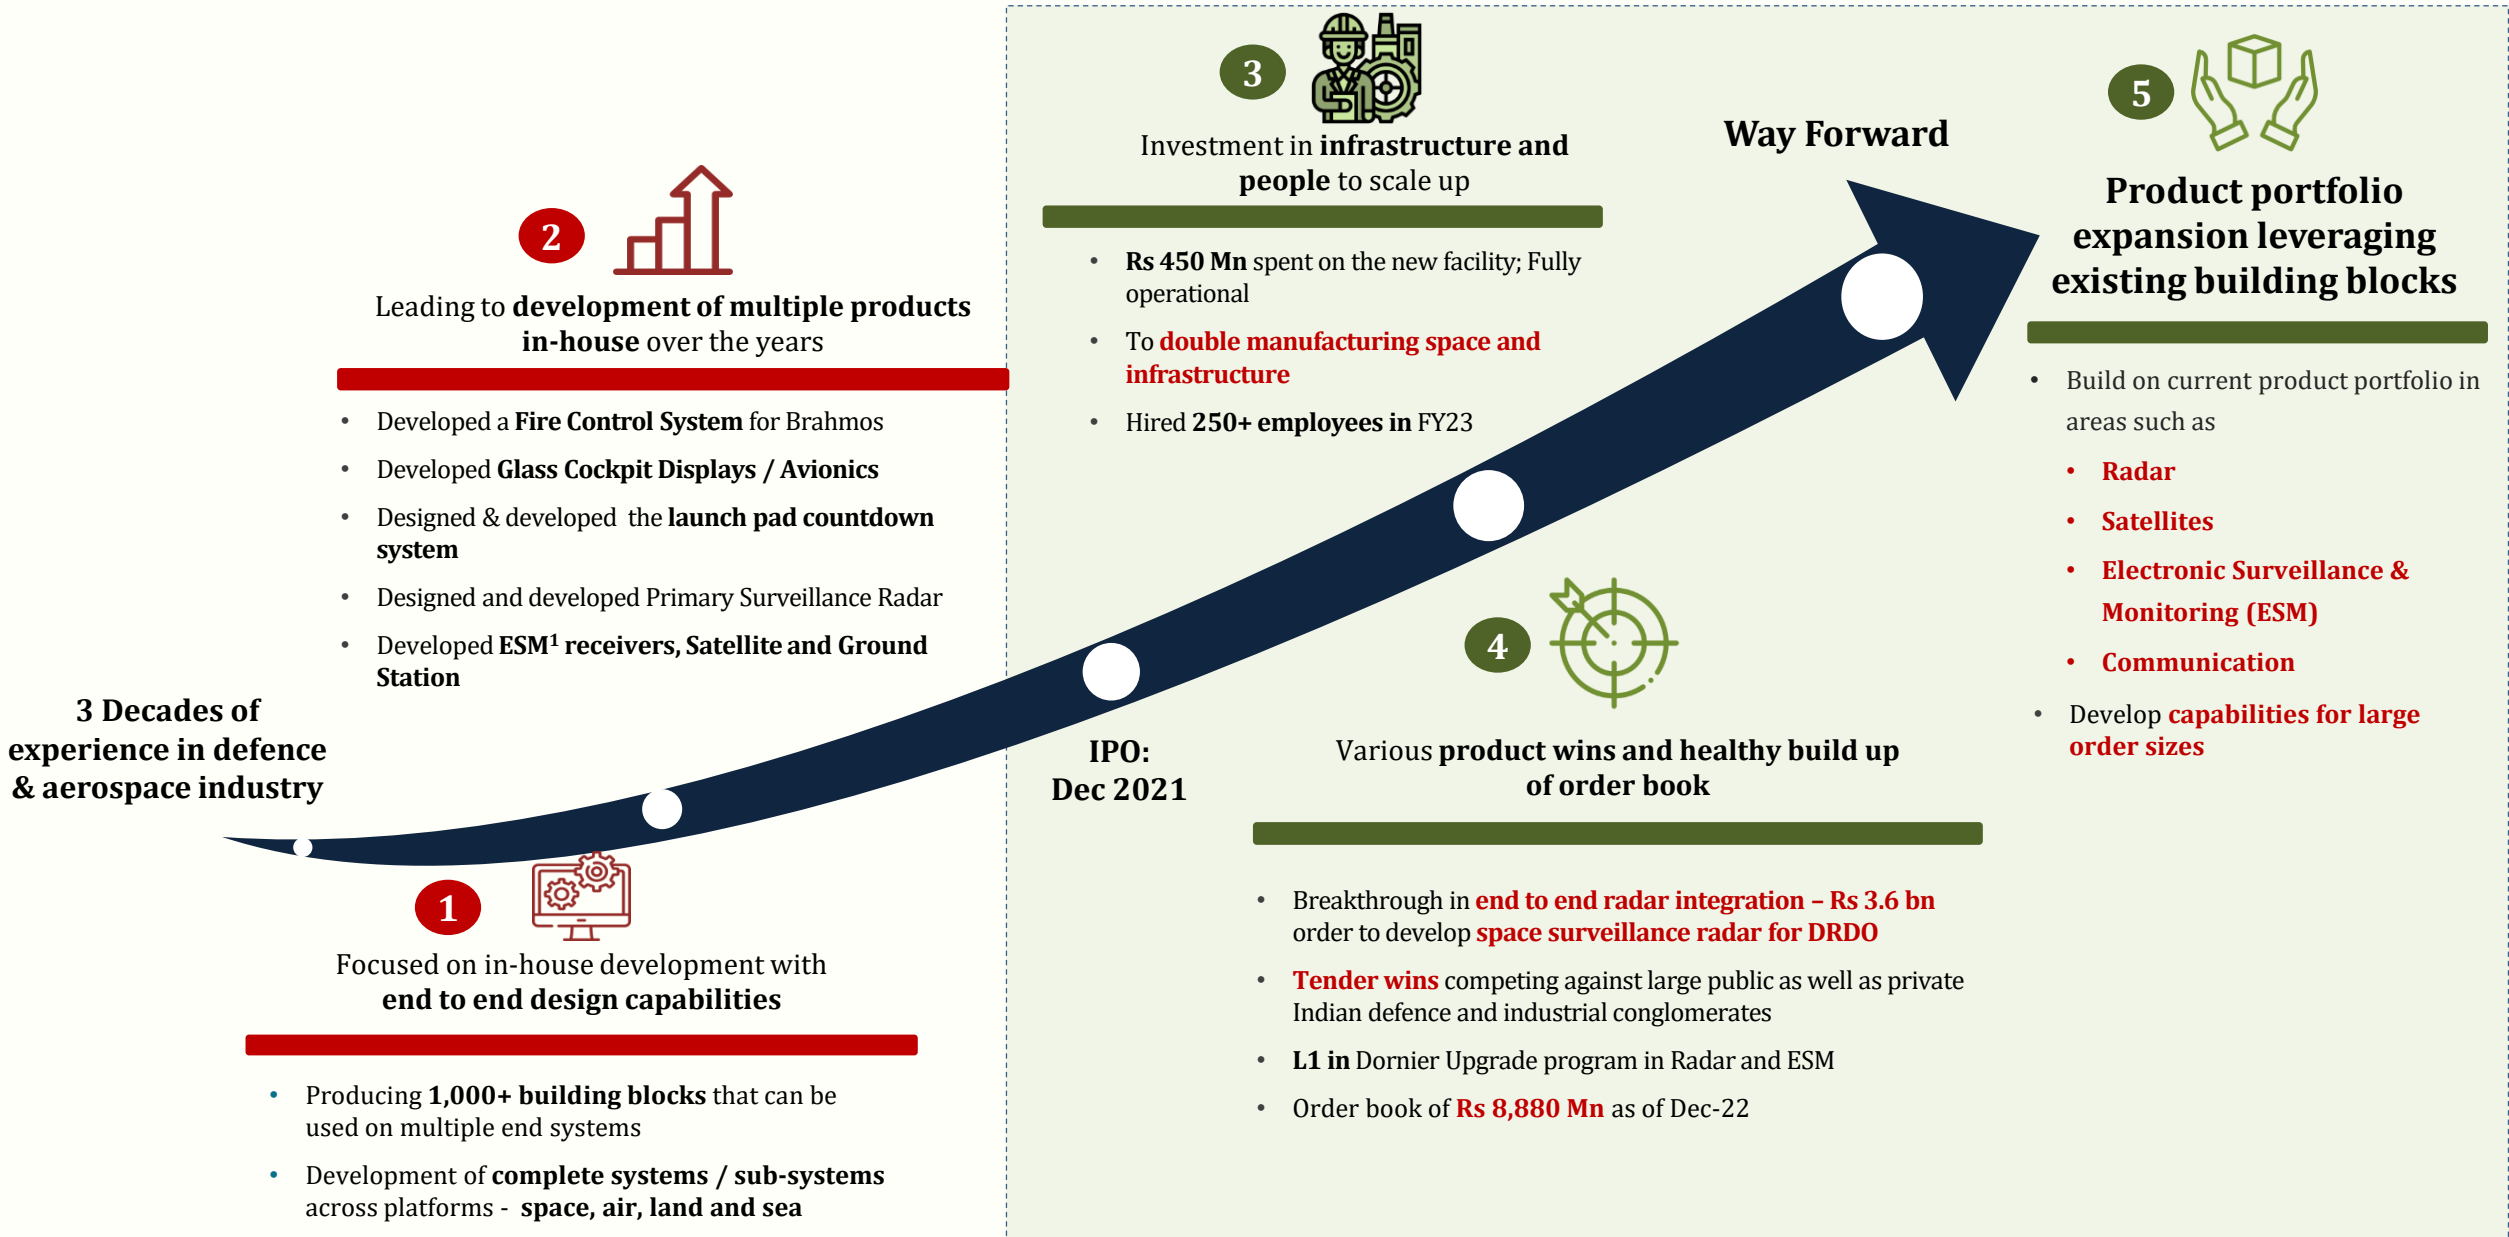 3 Decades of
experience in defence
& aerospace industry
1
Focused on in-house development with
end to end design capabilities
• Producing 1,000+ building blocks that can be
used on multiple end systems
• Development of complete systems / sub-systems
across platforms - space, air, land and sea
2
Leading to development of multiple products
in-house over the years
• Developed a Fire Control System for Brahmos
• Developed Glass Cockpit Displays / Avionics
• Designed & developed the launch pad countdown
system
• Designed and developed Primary Surveillance Radar
• Developed ESM¹ receivers, Satellite and Ground
Station
IPO:
Dec 2021
3
Investment in infrastructure and
people to scale up
• Rs 450 Mn spent on the new facility; Fully
operational
• To double manufacturing space and
infrastructure
• Hired 250+ employees in FY23
4
Various product wins and healthy build up
of order book
• Breakthrough in end to end radar integration – Rs 3.6 bn
order to develop space surveillance radar for DRDO
• Tender wins competing against large public as well as private
Indian defence and industrial conglomerates
• L1 in Dornier Upgrade program in Radar and ESM
• Order book of Rs 8,880 Mn as of Dec-22
Way Forward
5
Product portfolio
expansion leveraging
existing building blocks
• Build on current product portfolio in
areas such as
• Radar
• Satellites
• Electronic Surveillance &
Monitoring (ESM)
• Communication
• Develop capabilities for large
order sizes